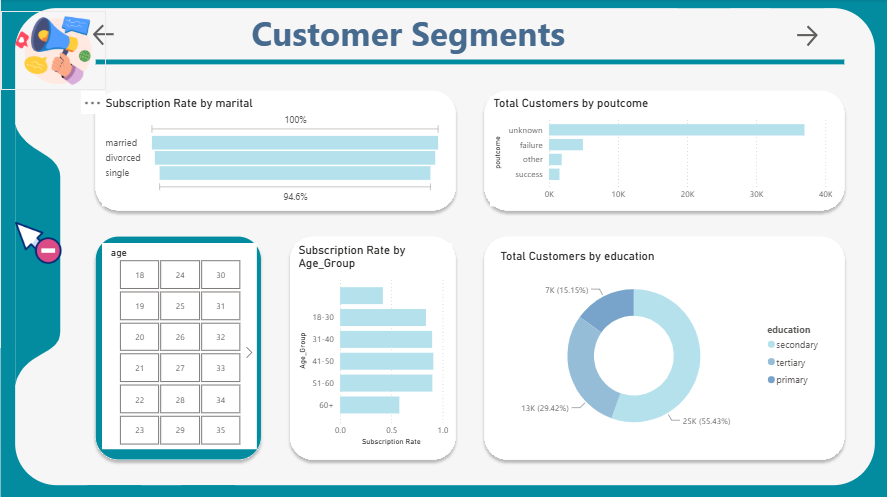 Customer Segments
Subscription Rate by marital
100%
married
divorced
single
94.6%
Total Customers by poutcome
poutcome
unknown
failure
other
success
0K 10K 20K 30K 40K
age
18 24 30
19 25 31
20 26 32
21 27 33
22 28 34
23 29 35
Subscription Rate by
Age_Group
Age_Group
18-30
31-40
41-50
51-60
60+
0.0 0.5 1.0
Subscription Rate
Total Customers by education
7K (15.15%)
13K (29.42%)
25K (55.43%)
education
secondary
tertiary
primary